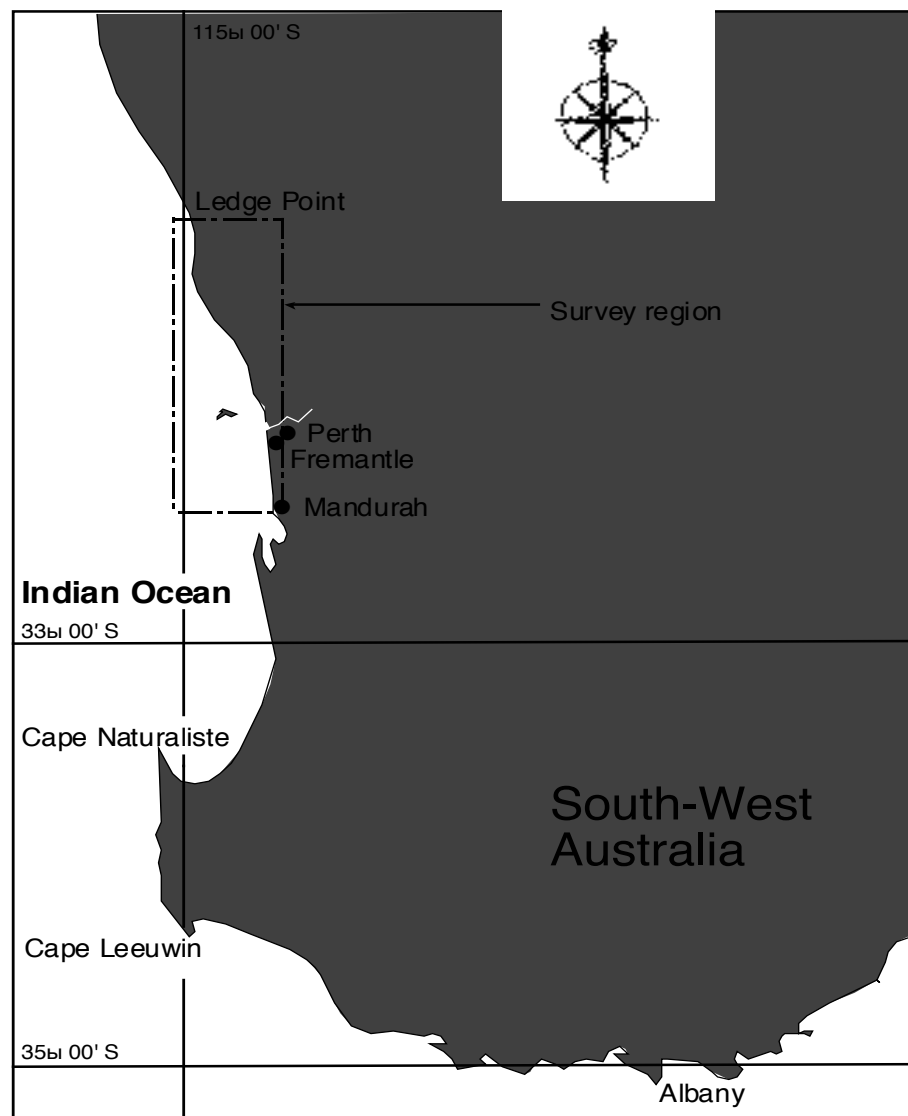 115ы 00' S
Ledge Point
Survey region
Perth
Fremantle
Mandurah
Indian Ocean
33ы 00' S
Cape Naturaliste
South-West
Australia
Cape Leeuwin
35ы 00' S
Albany